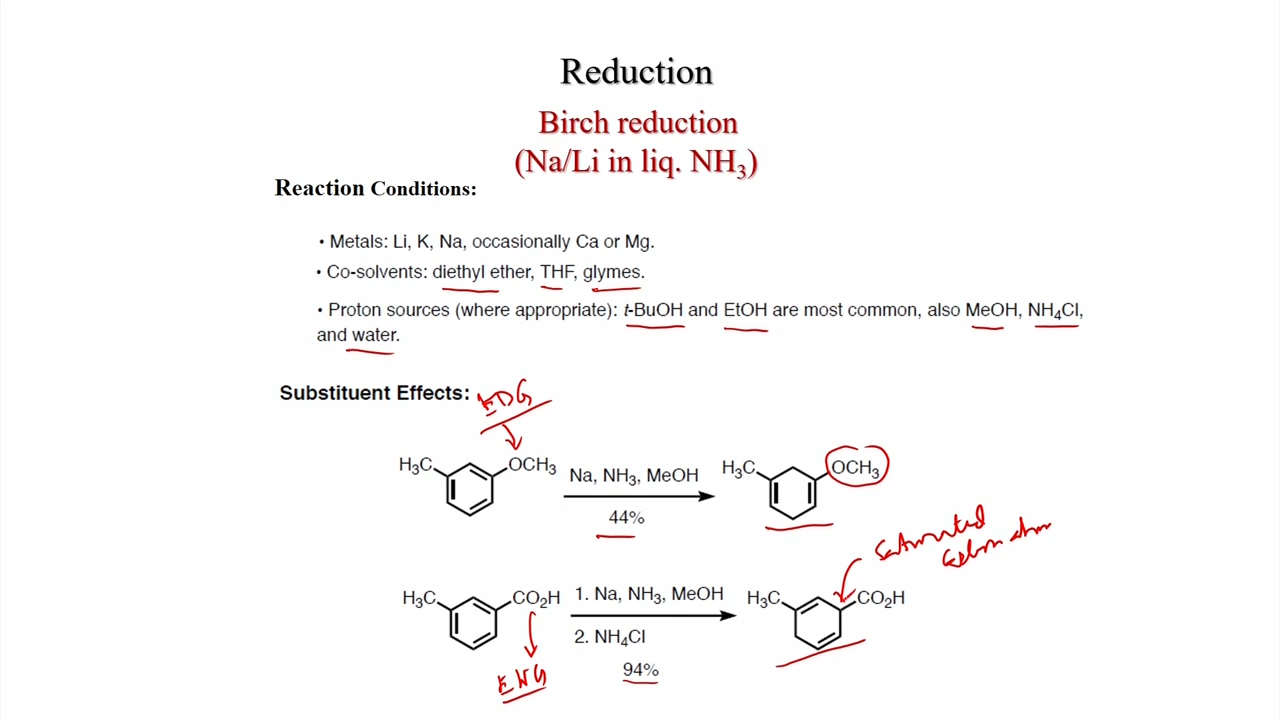 Reduction
Birch reduction
(Na/Li in liq. NH₃)
Reaction Conditions:
• Metals: Li, K, Na, occasionally Ca or Mg.
• Co-solvents: diethyl ether, THF, glymes.
• Proton sources (where appropriate): t-BuOH and EtOH are most common, also MeOH, NH₄Cl,
and water.
Substituent Effects:
EDG
H₃C OCH₃
Na, NH₃, MeOH
44%
H₃C OCH₃
Saturated
carbon atom
H₃C CO₂H
1. Na, NH₃, MeOH
2. NH₄Cl
94%
H₃C CO₂H
EWG